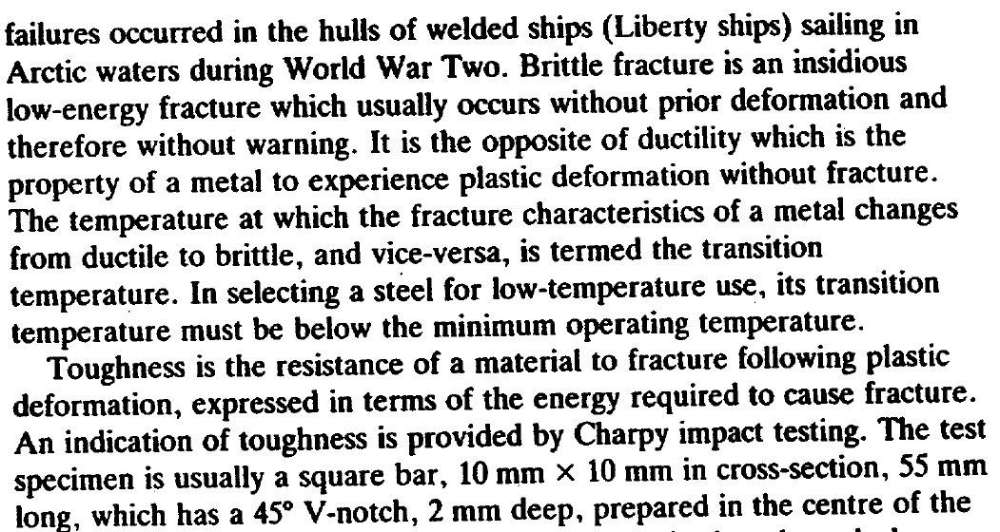 failures occurred in the hulls of welded ships (Liberty ships) sailing in
Arctic waters during World War Two. Brittle fracture is an insidious
low-energy fracture which usually occurs without prior deformation and
therefore without warning. It is the opposite of ductility which is the
property of a metal to experience plastic deformation without fracture.
The temperature at which the fracture characteristics of a metal changes
from ductile to brittle, and vice-versa, is termed the transition
temperature. In selecting a steel for low-temperature use, its transition
temperature must be below the minimum operating temperature.
Toughness is the resistance of a material to fracture following plastic
deformation, expressed in terms of the energy required to cause fracture.
An indication of toughness is provided by Charpy impact testing. The test
specimen is usually a square bar, 10 mm × 10 mm in cross-section, 55 mm
long, which has a 45° V-notch, 2 mm deep, prepared in the centre of the